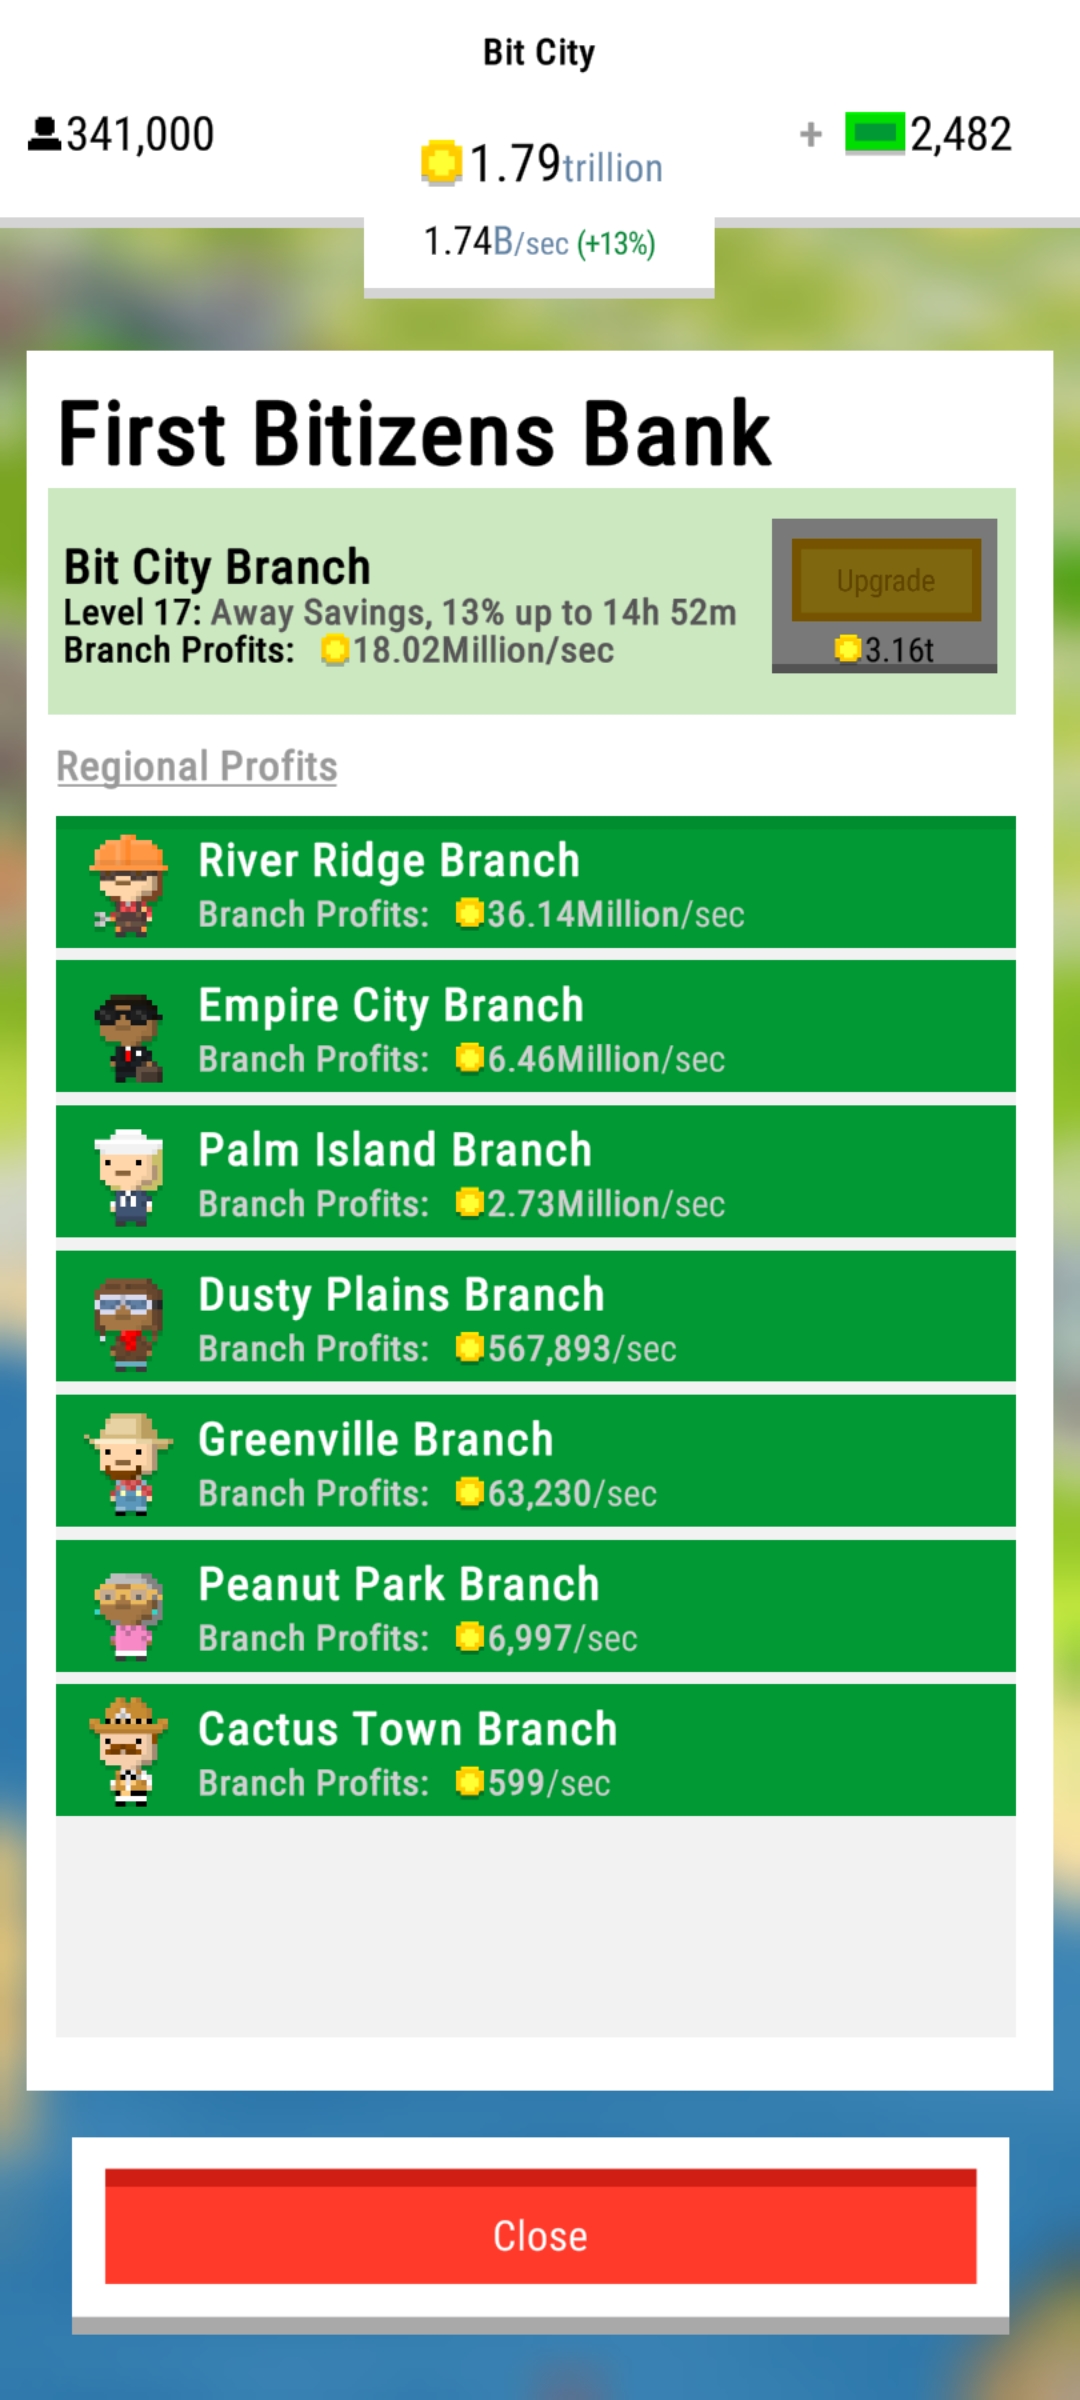 Bit City
341,000
1.79trillion
+ 2,482
1.74B/sec (+13%)
First Bitizens Bank
Bit City Branch
Level 17: Away Savings, 13% up to 14h 52m
Branch Profits: 18.02Million/sec
Upgrade
3.16t
Regional Profits
River Ridge Branch
Branch Profits: 36.14Million/sec
Empire City Branch
Branch Profits: 6.46Million/sec
Palm Island Branch
Branch Profits: 2.73Million/sec
Dusty Plains Branch
Branch Profits: 567,893/sec
Greenville Branch
Branch Profits: 63,230/sec
Peanut Park Branch
Branch Profits: 6,997/sec
Cactus Town Branch
Branch Profits: 599/sec
Close